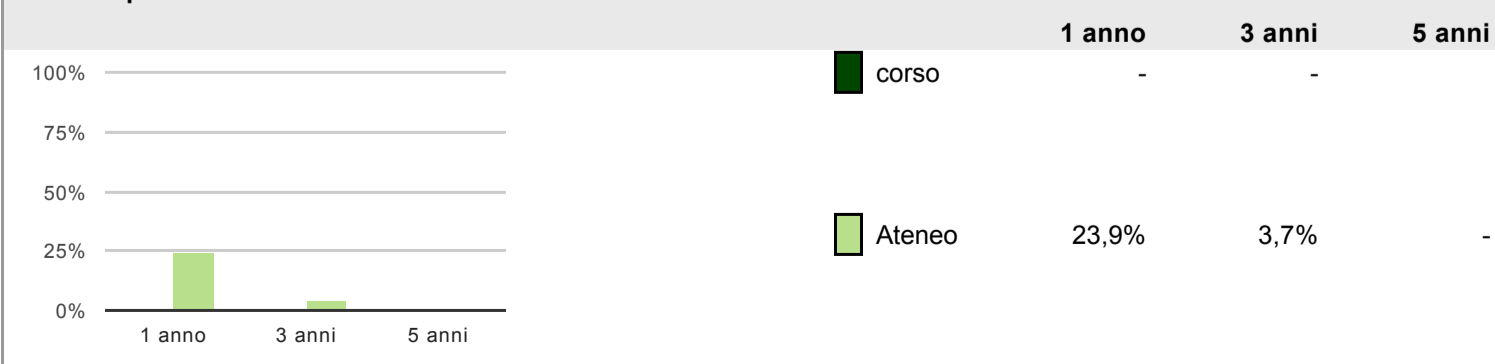 1 anno 3 anni 5 anni
100%
75%
50%
25%
0%
1 anno 3 anni 5 anni
corso - -
Ateneo 23,9% 3,7% -